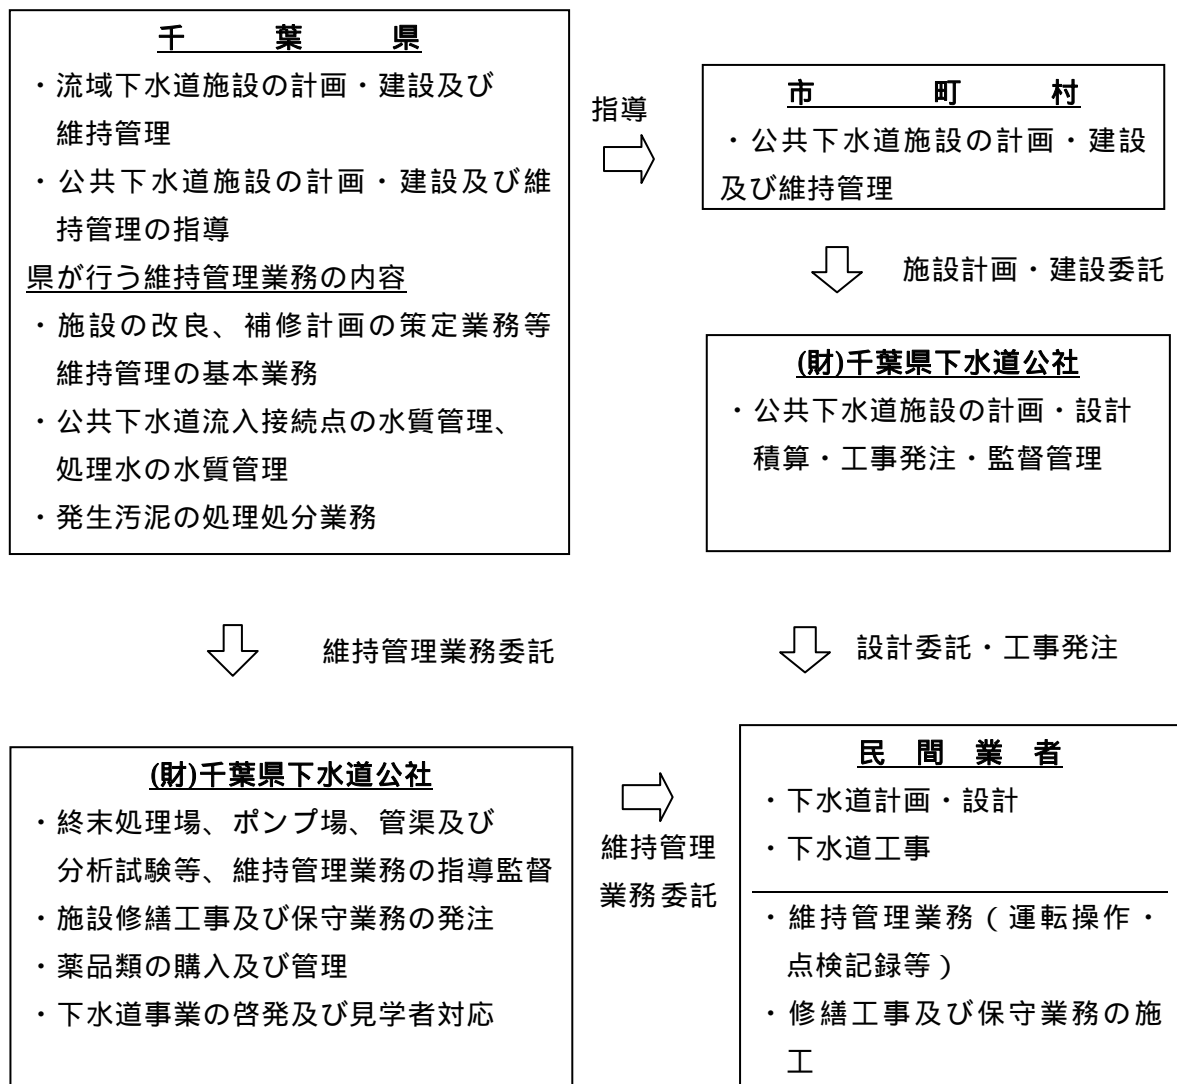 千　葉　県
・流域下水道施設の計画・建設及び
維持管理
・公共下水道施設の計画・建設及び維
持管理の指導
県が行う維持管理業務の内容
・施設の改良、補修計画の策定業務等
維持管理の基本業務
・公共下水道流入接続点の水質管理、
処理水の水質管理
・発生汚泥の処理処分業務
指導
市　町　村
・公共下水道施設の計画・建設
及び維持管理
施設計画・建設委託
(財)千葉県下水道公社
・公共下水道施設の計画・設計
積算・工事発注・監督管理
維持管理業務委託
設計委託・工事発注
(財)千葉県下水道公社
・終末処理場、ポンプ場、管渠及び
分析試験等、維持管理業務の指導監督
・施設修繕工事及び保守業務の発注
・薬品類の購入及び管理
・下水道事業の啓発及び見学者対応
維持管理
業務委託
民　間　業　者
・下水道計画・設計
・下水道工事
・維持管理業務（運転操作・
点検記録等）
・修繕工事及び保守業務の施
工